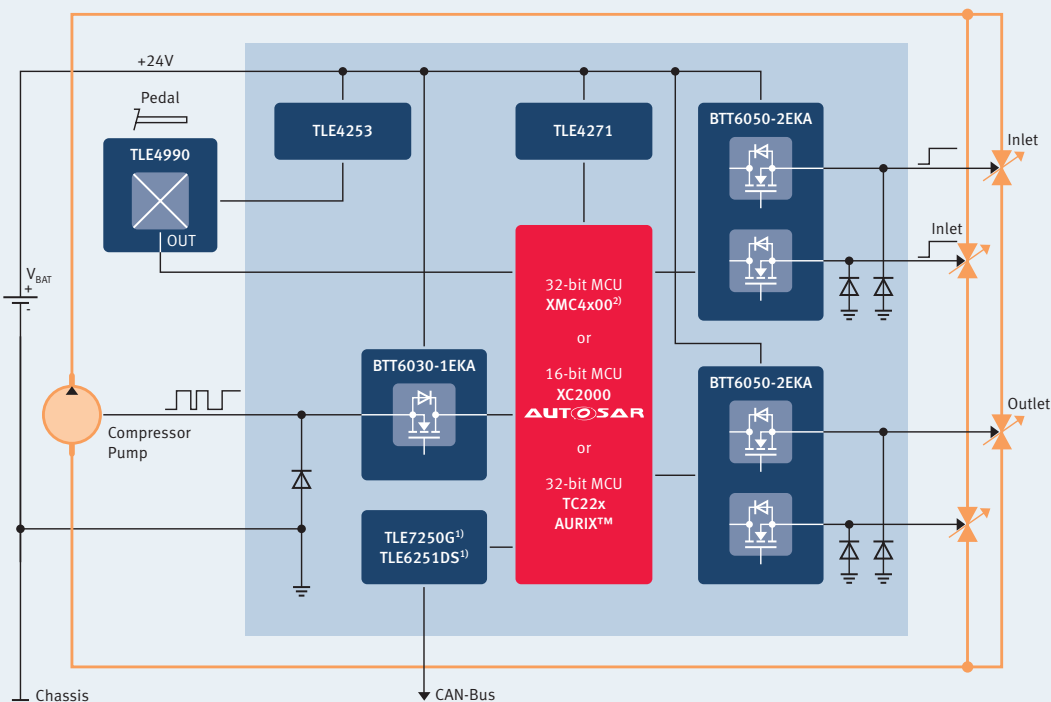 +24V
Pedal
TLE4990
OUT
TLE4253
TLE4271
BTT6050-2EKA
Inlet
Inlet
V_BAT
+
-
32-bit MCU
XMC4x00²⁾
or
16-bit MCU
XC2000
AUTOSAR
or
32-bit MCU
TC22x
AURIX™
BTT6030-1EKA
BTT6050-2EKA
Outlet
Compressor
Pump
TLE7250G¹⁾
TLE6251DS¹⁾
Chassis
CAN-Bus